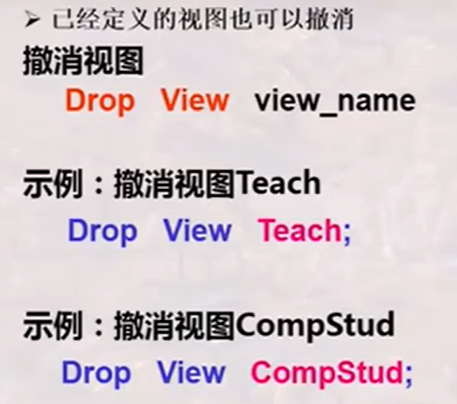 ➢ 已经定义的视图也可以撤消
撤消视图
Drop View view_name
示例：撤消视图Teach
Drop View Teach;
示例：撤消视图CompStud
Drop View CompStud;